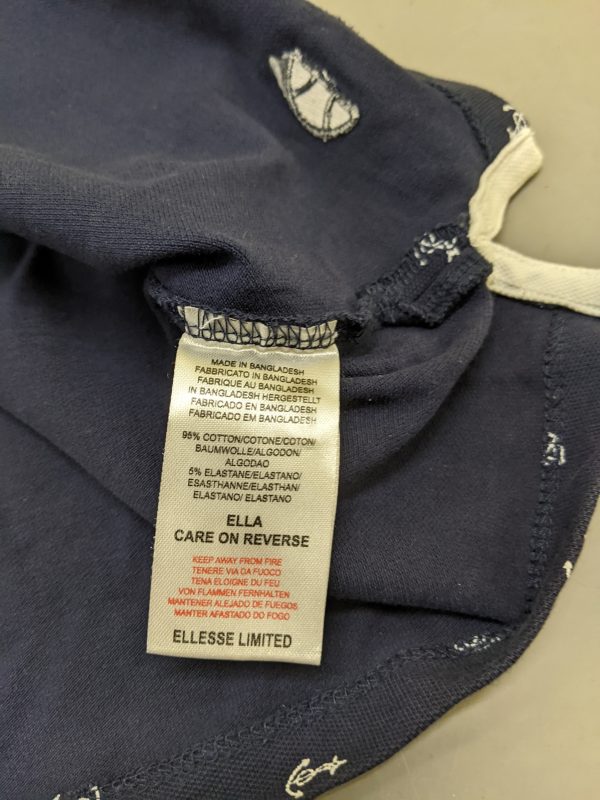 MADE IN BANGLADESH
FABBRICATO IN BANGLADESH
FABRIQUE AU BANGLADESH
IN BANGLADESH HERGESTELLT
FABRICADO EN BANGLADESH
FABRICADO EM BANGLADESH
95% COTTON/COTONE/COTON/
BAUMWOLLE/ALGODON/
ALGODAO
5% ELASTANE/ELASTANO/
ESASTHANNE/ELASTHAN/
ELASTANO/ ELASTANO
ELLA
CARE ON REVERSE
KEEP AWAY FROM FIRE
TENERE VIA DA FUOCO
TENA ELOIGNE DU FEU
VON FLAMMEN FERNHALTEN
MANTENER ALEJADO DE FUEGOS
MANTER AFASTADO DO FOGO
ELLESSE LIMITED